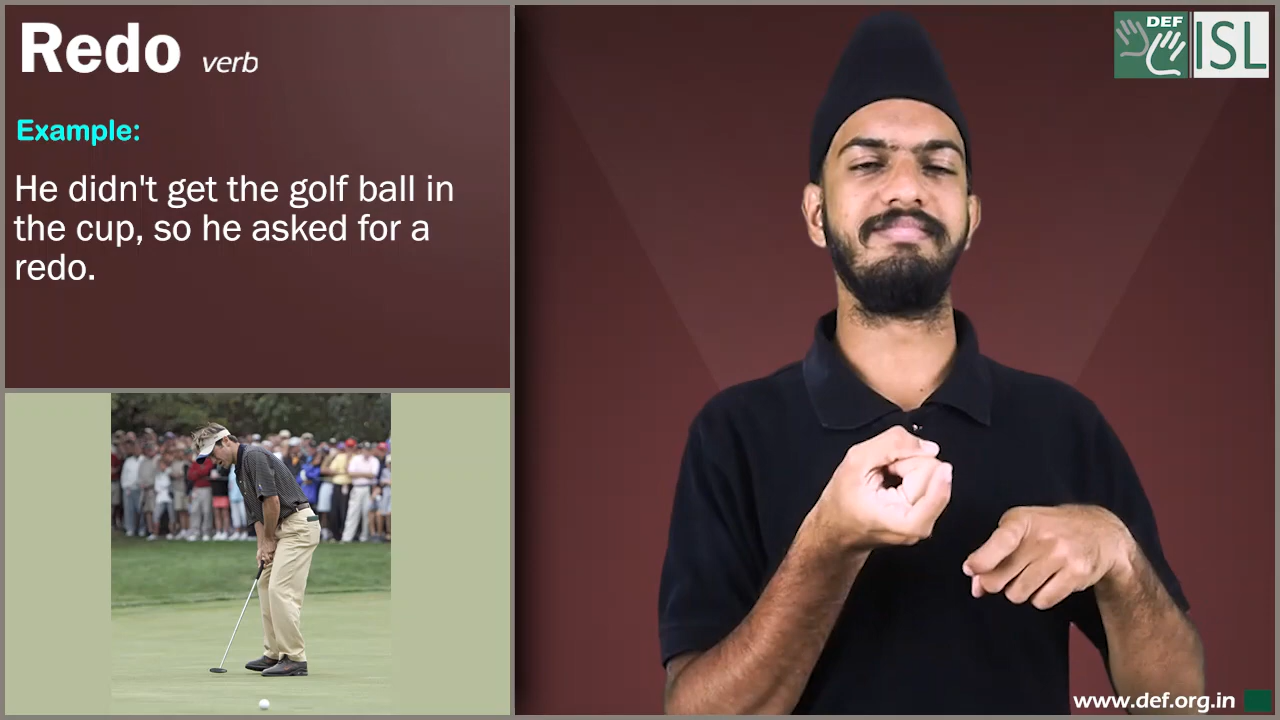 Redo verb
Example:
He didn't get the golf ball in
the cup, so he asked for a
redo.
DEF
ISL
www.def.org.in